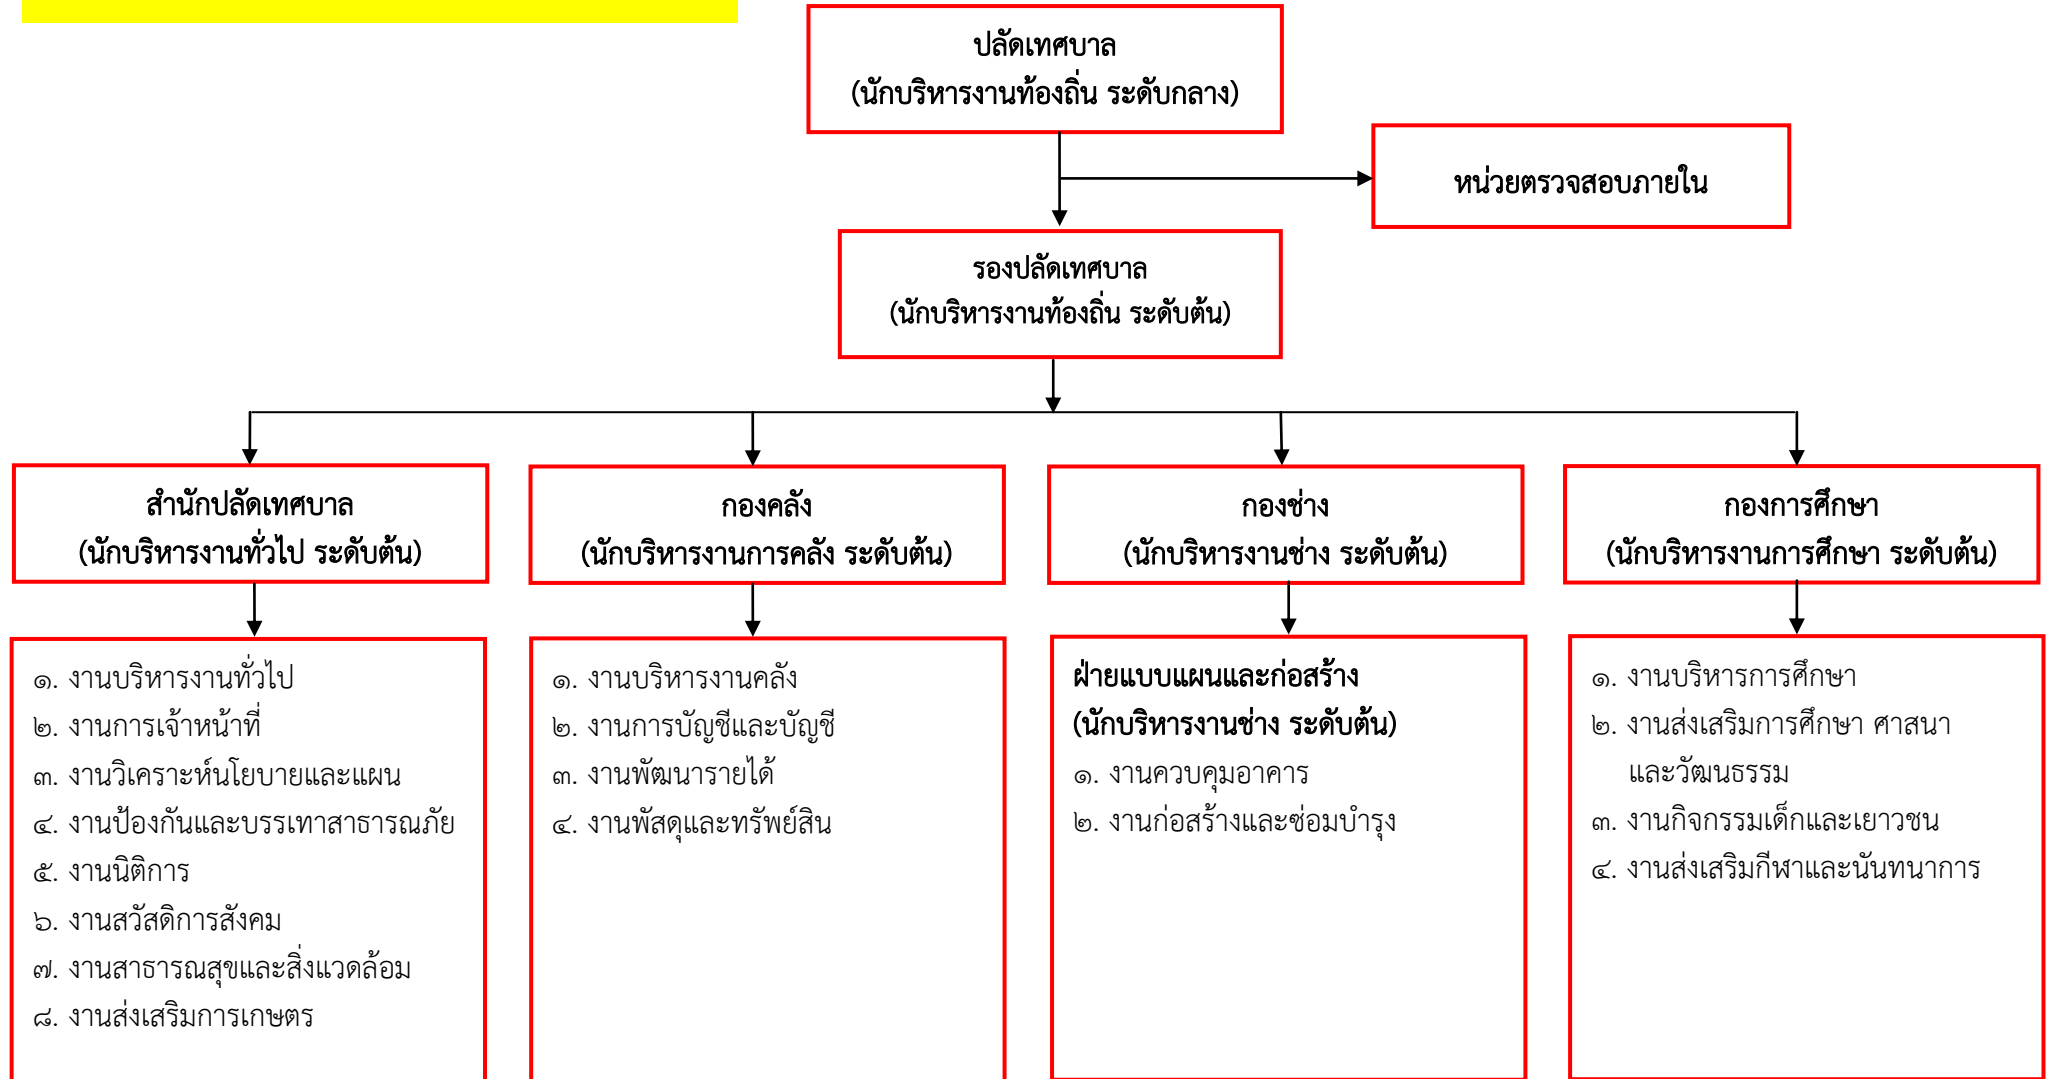 ปลัดเทศบาล
(นักบริหารงานท้องถิ่น ระดับกลาง)
หน่วยตรวจสอบภายใน
รองปลัดเทศบาล
(นักบริหารงานท้องถิ่น ระดับต้น)
สำนักปลัดเทศบาล
(นักบริหารงานทั่วไป ระดับต้น)
กองคลัง
(นักบริหารงานการคลัง ระดับต้น)
กองช่าง
(นักบริหารงานช่าง ระดับต้น)
กองการศึกษา
(นักบริหารงานการศึกษา ระดับต้น)
๑. งานบริหารงานทั่วไป
๒. งานการเจ้าหน้าที่
๓. งานวิเคราะห์นโยบายและแผน
๔. งานป้องกันและบรรเทาสาธารณภัย
๕. งานนิติการ
๖. งานสวัสดิการสังคม
๗. งานสาธารณสุขและสิ่งแวดล้อม
๘. งานส่งเสริมการเกษตร
๑. งานบริหารงานคลัง
๒. งานการบัญชีและบัญชี
๓. งานพัฒนารายได้
๔. งานพัสดุและทรัพย์สิน
ฝ่ายแบบแผนและก่อสร้าง
(นักบริหารงานช่าง ระดับต้น)
๑. งานควบคุมอาคาร
๒. งานก่อสร้างและซ่อมบำรุง
๑. งานบริหารการศึกษา
๒. งานส่งเสริมการศึกษา ศาสนา
และวัฒนธรรม
๓. งานกิจกรรมเด็กและเยาวชน
๔. งานส่งเสริมกีฬาและนันทนาการ